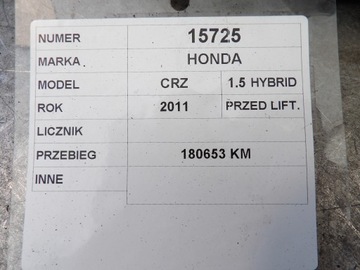 NUMER 15725
MARKA HONDA
MODEL CRZ 1.5 HYBRID
ROK 2011 PRZED LIFT.
LICZNIK
PRZEBIEG 180653 KM
INNE